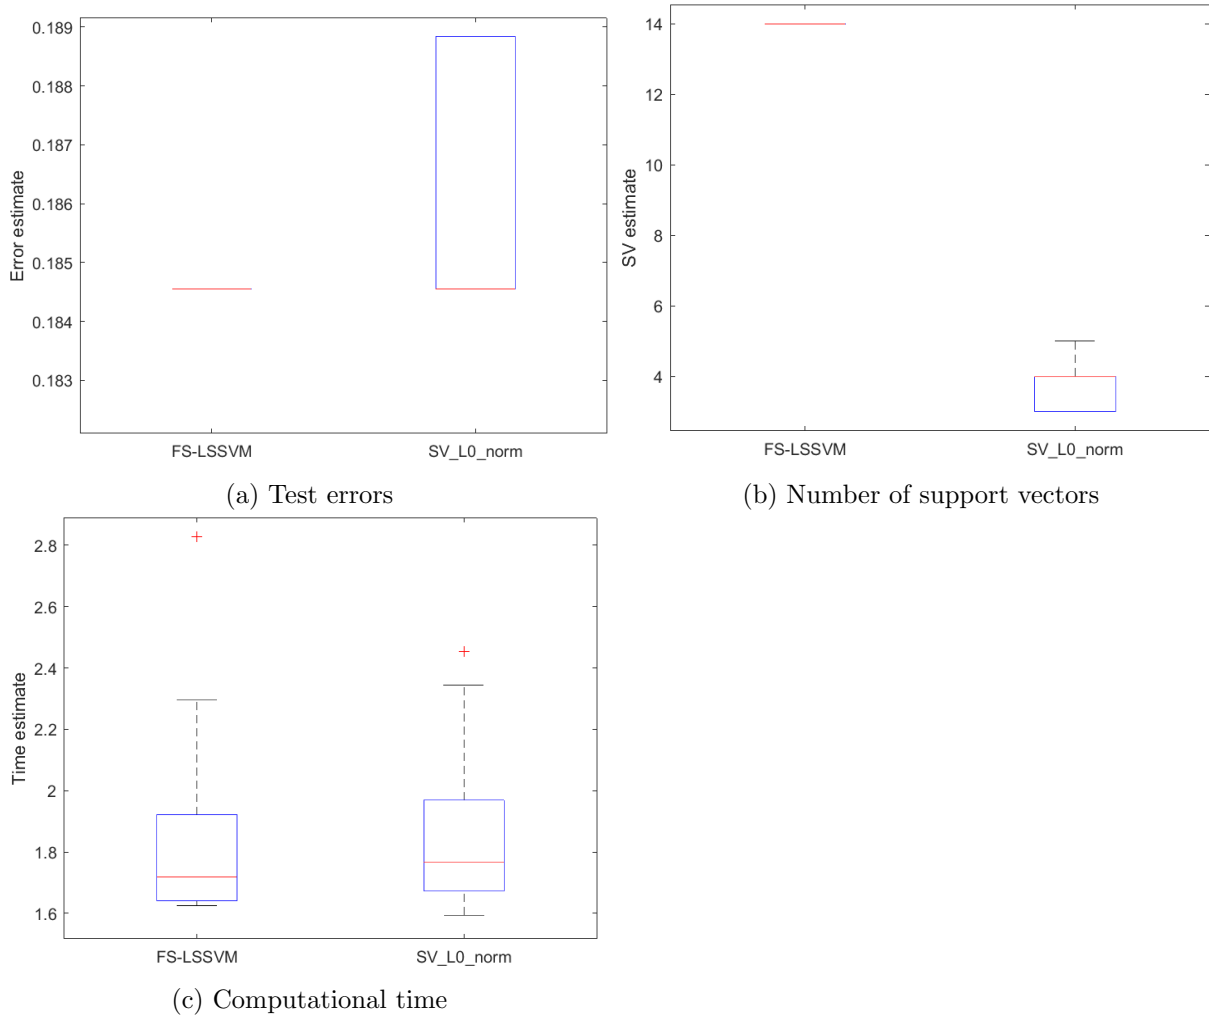 0.189
0.188
0.187
0.186
0.185
0.184
0.183
Error estimate
FS-LSSVM
SV_L0_norm
(a) Test errors
14
12
10
8
6
4
SV estimate
FS-LSSVM
SV_L0_norm
(b) Number of support vectors
2.8
2.6
2.4
2.2
2
1.8
1.6
Time estimate
FS-LSSVM
SV_L0_norm
(c) Computational time